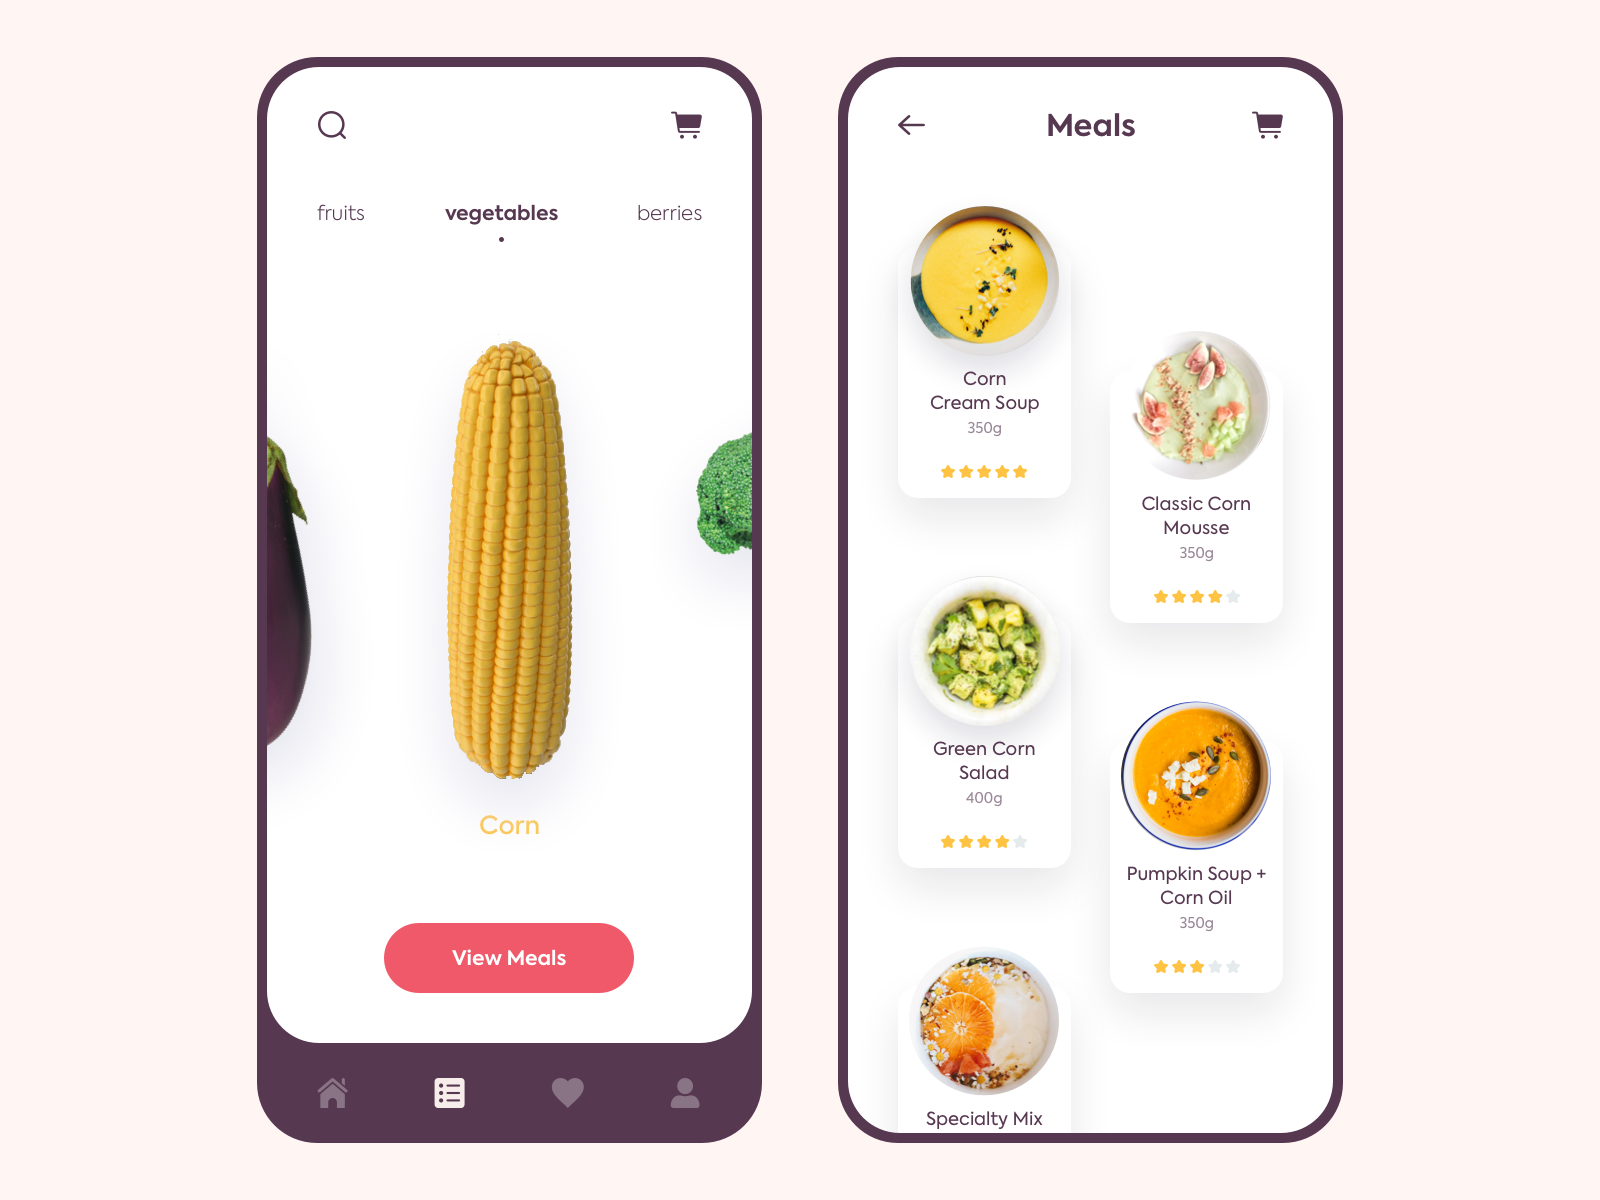 fruits
vegetables
berries
Corn
View Meals
Meals
Corn
Cream Soup
350g
Classic Corn
Mousse
350g
Green Corn
Salad
400g
Pumpkin Soup +
Corn Oil
350g
Specialty Mix